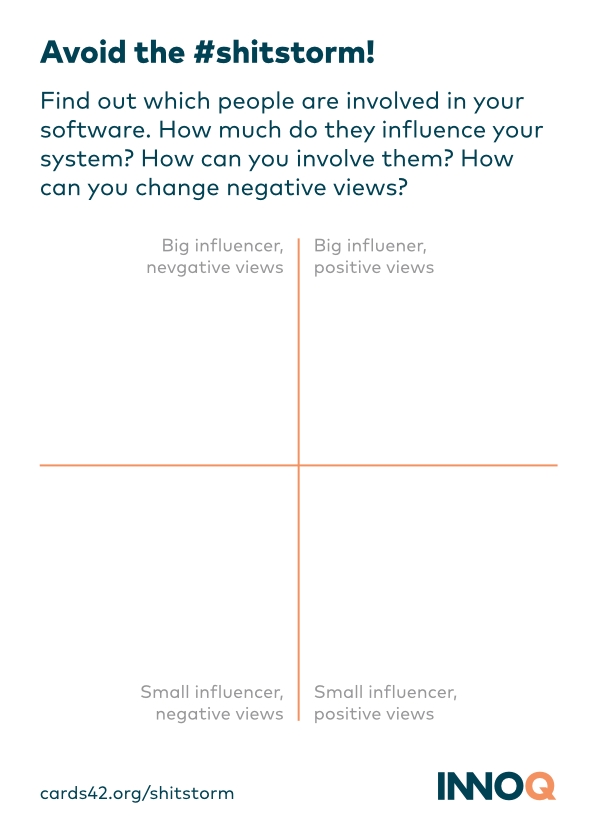 Avoid the #shitstorm!
Find out which people are involved in your
software. How much do they influence your
system? How can you involve them? How
can you change negative views?
Big influencer,
nevgative views
Big influener,
positive views
Small influencer,
negative views
Small influencer,
positive views
cards42.org/shitstorm
INNOQ